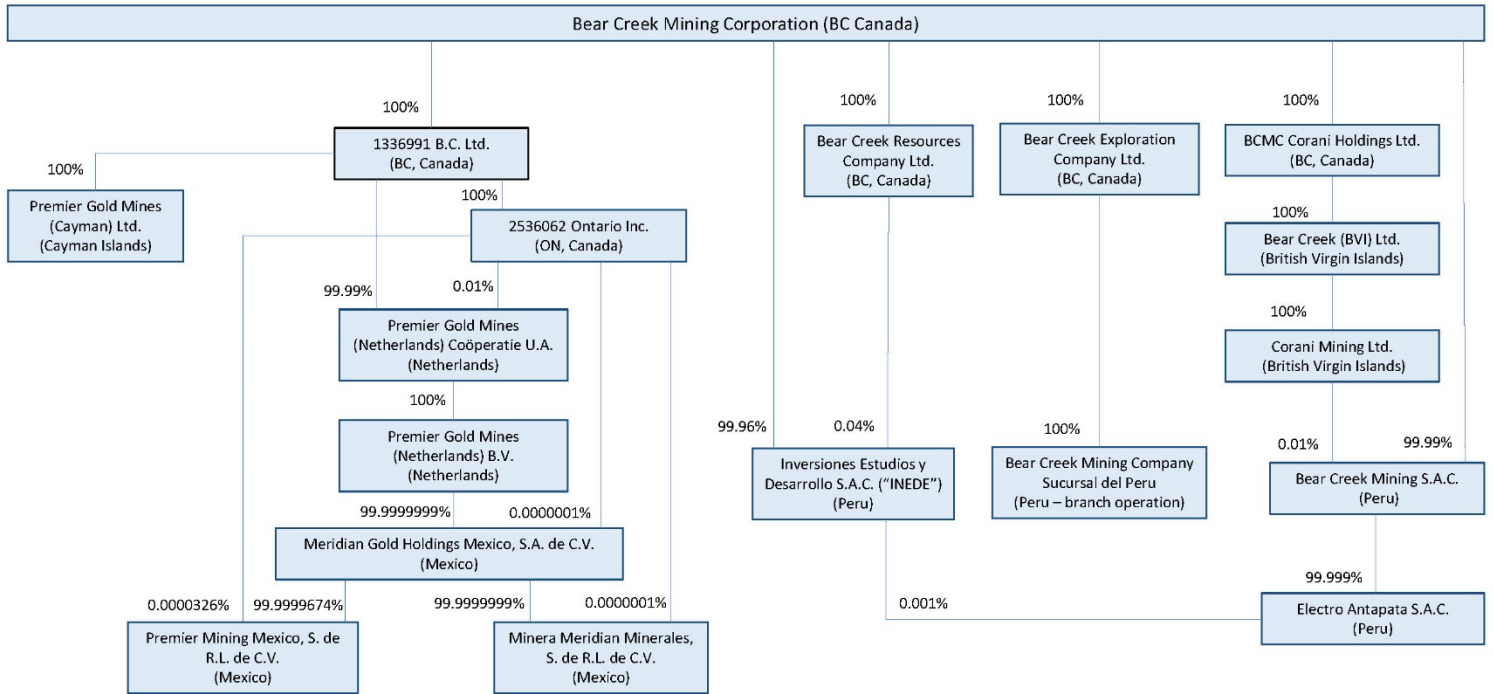 Bear Creek Mining Corporation (BC Canada)
100%
1336991 B.C. Ltd.
(BC, Canada)
100%
Premier Gold Mines
(Cayman) Ltd.
(Cayman Islands)
100%
2536062 Ontario Inc.
(ON, Canada)
99.99%
0.01%
Premier Gold Mines
(Netherlands) Coöperatie U.A.
(Netherlands)
100%
Premier Gold Mines
(Netherlands) B.V.
(Netherlands)
99.9999999%
0.0000001%
Meridian Gold Holdings Mexico, S.A. de C.V.
(Mexico)
0.0000326%
99.9999674%
99.9999999%
0.0000001%
Premier Mining Mexico, S. de
R.L. de C.V.
(Mexico)
Minera Meridian Minerales,
S. de R.L. de C.V.
(Mexico)
100%
Bear Creek Resources
Company Ltd.
(BC, Canada)
99.96%
0.04%
Inversiones Estudios y
Desarrollo S.A.C. (“INEDE”)
(Peru)
100%
Bear Creek Exploration
Company Ltd.
(BC, Canada)
100%
Bear Creek Mining Company
Sucursal del Peru
(Peru – branch operation)
100%
BCMC Corani Holdings Ltd.
(BC, Canada)
100%
Bear Creek (BVI) Ltd.
(British Virgin Islands)
100%
Corani Mining Ltd.
(British Virgin Islands)
0.01%
99.99%
Bear Creek Mining S.A.C.
(Peru)
99.999%
0.001%
Electro Antapata S.A.C.
(Peru)